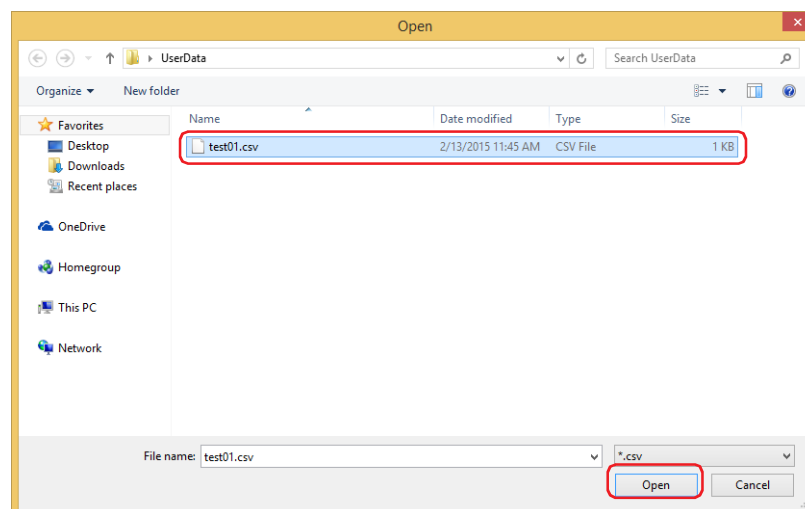 Open
UserData
Search UserData
Organize
New folder
Name Date modified Type Size
Favorites
test01.csv 2/13/2015 11:45 AM CSV File 1 KB
Desktop
Downloads
Recent places
OneDrive
Homegroup
This PC
Network
File name: test01.csv *.csv
Open Cancel